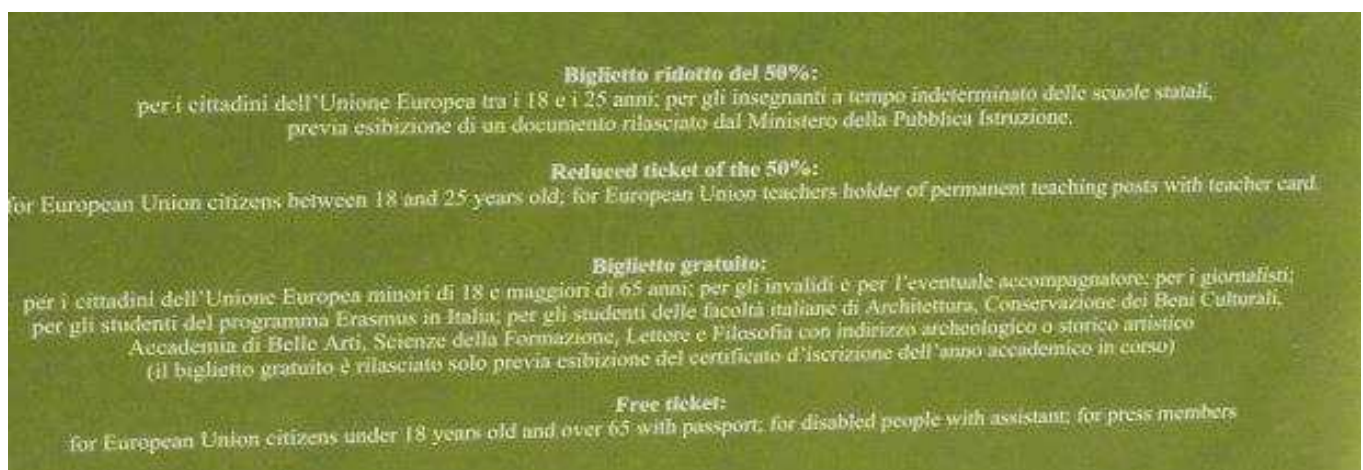 Biglietto ridotto del 50%:
per i cittadini dell'Unione Europea tra i 18 e i 25 anni; per gli insegnanti a tempo indeterminato delle scuole statali,
previa esibizione di un documento rilasciato dal Ministero della Pubblica Istruzione.
Reduced ticket of the 50%:
for European Union citizens between 18 and 25 years old; for European Union teachers holder of permanent teaching posts with teacher card.
Biglietto gratuito:
per i cittadini dell'Unione Europea minori di 18 e maggiori di 65 anni; per gli invalidi e per l'eventuale accompagnatore; per i giornalisti;
per gli studenti del programma Erasmus in Italia; per gli studenti delle facoltà italiane di Architettura, Conservazione dei Beni Culturali,
Accademia di Belle Arti, Scienze della Formazione, Lettere e Filosofia con indirizzo archeologico o storico artistico
(il biglietto gratuito è rilasciato solo previa esibizione del certificato d'iscrizione dell'anno accademico in corso)
Free ticket:
for European Union citizens under 18 years old and over 65 with passport; for disabled people with assistant; for press members